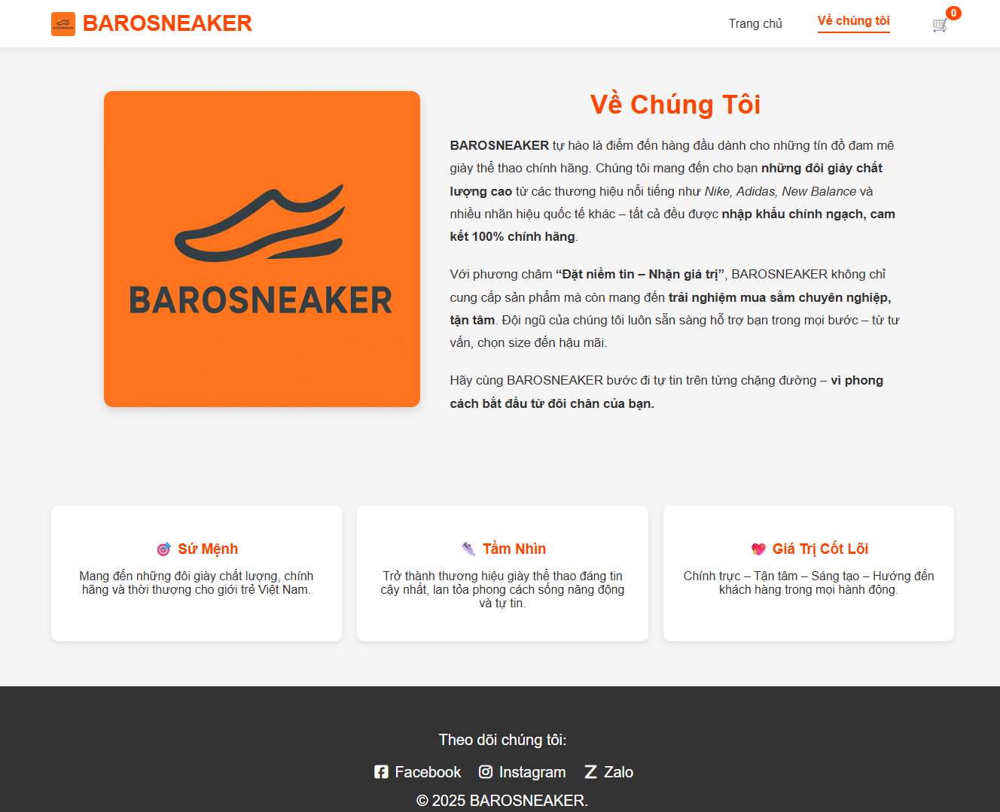 BAROSNEAKER
Trang chủ
Về chúng tôi
0
BAROSNEAKER
Về Chúng Tôi
BAROSNEAKER tự hào là điểm đến hàng đầu dành cho những tín đồ đam mê
giày thể thao chính hãng. Chúng tôi mang đến cho bạn những đôi giày chất
lượng cao từ các thương hiệu nổi tiếng như Nike, Adidas, New Balance và
nhiều nhãn hiệu quốc tế khác – tất cả đều được nhập khẩu chính ngạch, cam
kết 100% chính hãng.
Với phương châm “Đặt niềm tin – Nhận giá trị”, BAROSNEAKER không chỉ
cung cấp sản phẩm mà còn mang đến trải nghiệm mua sắm chuyên nghiệp,
tận tâm. Đội ngũ của chúng tôi luôn sẵn sàng hỗ trợ bạn trong mọi bước – từ tư
vấn, chọn size đến hậu mãi.
Hãy cùng BAROSNEAKER bước đi tự tin trên từng chặng đường – vì phong
cách bắt đầu từ đôi chân của bạn.
Sứ Mệnh
Mang đến những đôi giày chất lượng, chính
hãng và thời thượng cho giới trẻ Việt Nam.
Tầm Nhìn
Trở thành thương hiệu giày thể thao đáng tin
cậy nhất, lan tỏa phong cách sống năng động
và tự tin.
Giá Trị Cốt Lõi
Chính trực – Tận tâm – Sáng tạo – Hướng đến
khách hàng trong mọi hành động.
Theo dõi chúng tôi:
Facebook Instagram Zalo
© 2025 BAROSNEAKER.